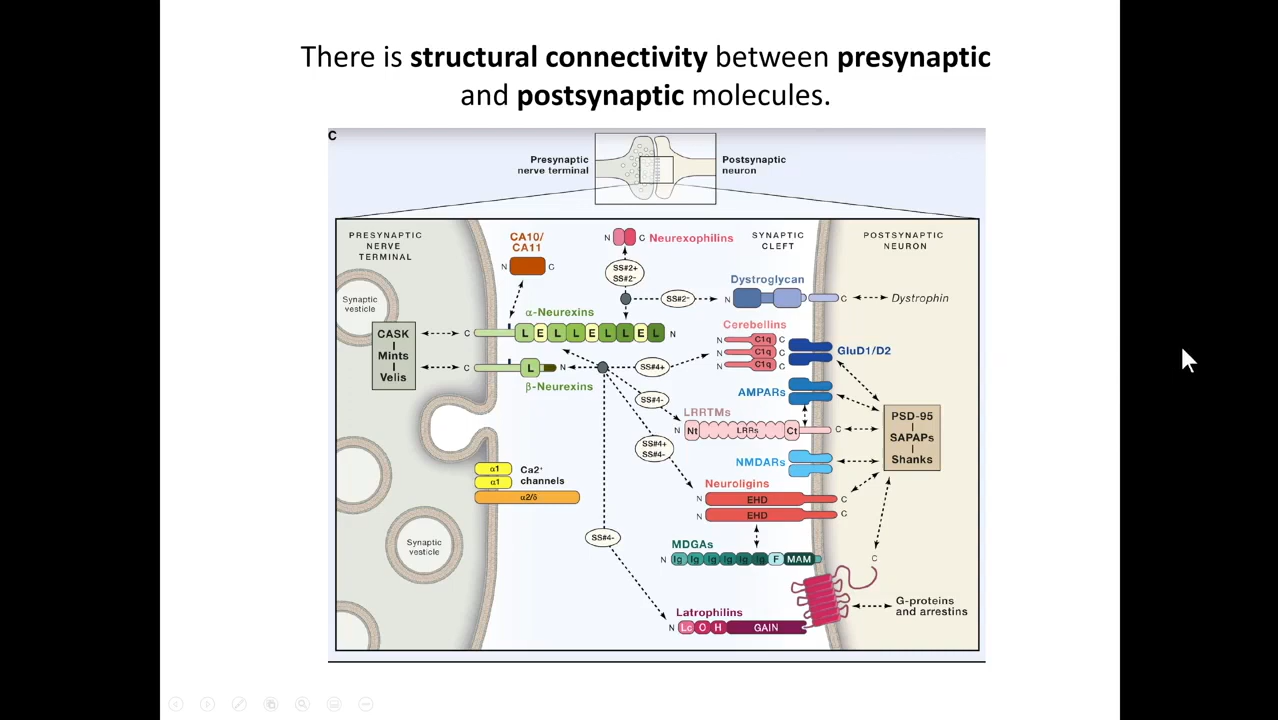 There is structural connectivity between presynaptic
and postsynaptic molecules.
C
Presynaptic
nerve terminal
Postsynaptic
neuron
PRESYNAPTIC
NERVE
TERMINAL
CA10/
CA11
N C
N C Neurexophilins
SYNAPTIC
CLEFT
POSTSYNAPTIC
NEURON
SS#2+
SS#2-
Synaptic
vesicle
Dystroglycan
SS#2-
N C Dystrophin
α-Neurexins
C L E L L E L L E L N
CASK
Mints
Velis
Cerebellins
N C1q C
N C1q C
N C1q C
GluD1/D2
C L N
SS#4+
β-Neurexins
AMPARs
SS#4-
LRRTMs
N Nt LRRs Ct C
PSD-95
SAPAPs
Shanks
SS#4+
SS#4-
NMDARs
α1
α1
α2/δ
Ca2+
channels
Neuroligins
N EHD C
N EHD C
Synaptic
vesicle
SS#4-
MDGAs
N Ig Ig Ig Ig Ig Ig F MAM
C
G-proteins
and arrestins
Latrophilins
N Lc O H GAIN